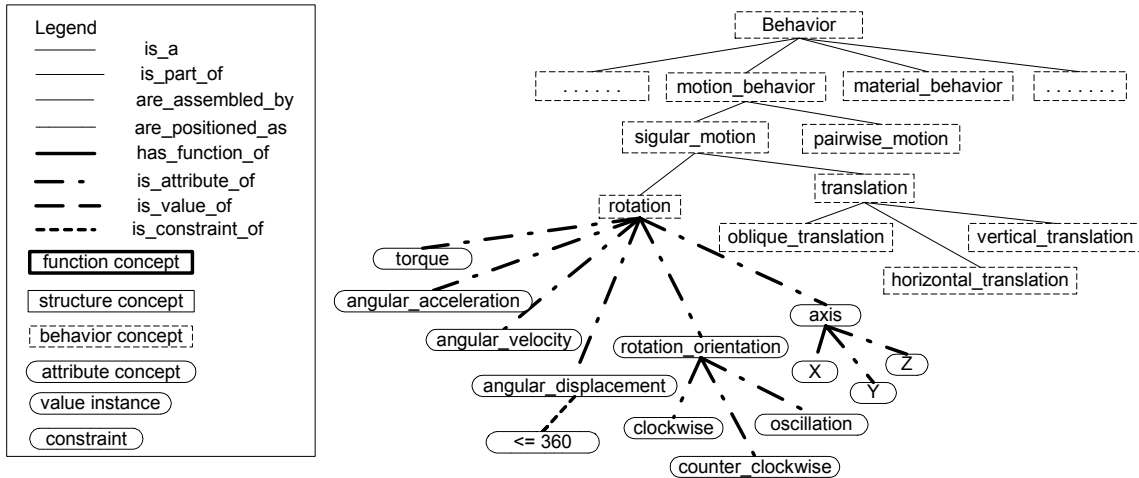 Legend
is_a
is_part_of
are_assembled_by
are_positioned_as
has_function_of
is_attribute_of
is_value_of
is_constraint_of
function concept
structure concept
behavior concept
attribute concept
value instance
constraint
Behavior
. . . . . .
motion_behavior
material_behavior
. . . . . . .
sigular_motion
pairwise_motion
rotation
translation
oblique_translation
vertical_translation
horizontal_translation
torque
angular_acceleration
angular_velocity
angular_displacement
<= 360
rotation_orientation
clockwise
counter_clockwise
oscillation
axis
X
Y
Z